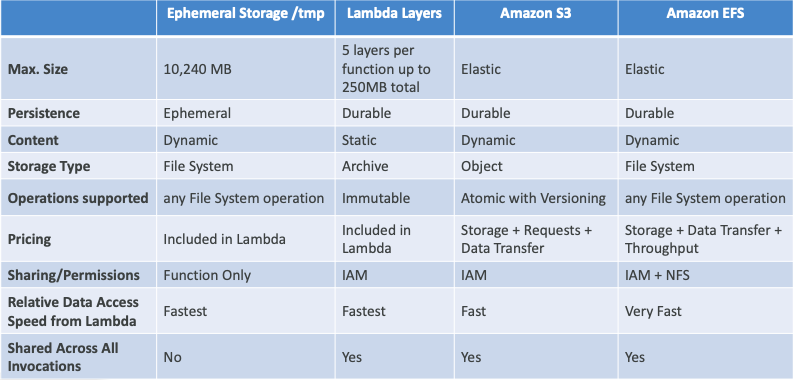 Ephemeral Storage /tmp Lambda Layers Amazon S3 Amazon EFS
Max. Size 10,240 MB 5 layers per function up to 250MB total Elastic Elastic
Persistence Ephemeral Durable Durable Durable
Content Dynamic Static Dynamic Dynamic
Storage Type File System Archive Object File System
Operations supported any File System operation Immutable Atomic with Versioning any File System operation
Pricing Included in Lambda Included in Lambda Storage + Requests + Data Transfer Storage + Data Transfer + Throughput
Sharing/Permissions Function Only IAM IAM IAM + NFS
Relative Data Access Speed from Lambda Fastest Fastest Fast Very Fast
Shared Across All Invocations No Yes Yes Yes